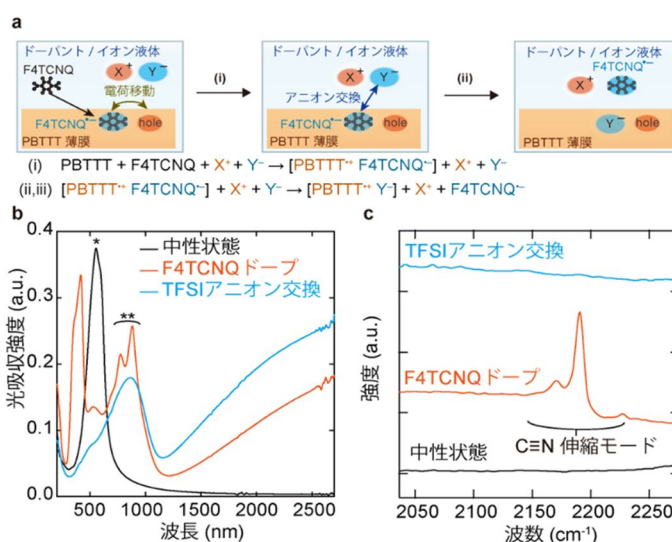 a
ドーパント / イオン液体
F4TCNQ
X⁺
Y⁻
電荷移動
F4TCNQ•⁻
hole
PBTTT 薄膜
(i)
ドーパント / イオン液体
X⁺
Y⁻
アニオン交換
F4TCNQ•⁻
hole
PBTTT 薄膜
(ii)
ドーパント / イオン液体
F4TCNQ•⁻
X⁺
Y⁻
hole
PBTTT 薄膜
(i) PBTTT + F4TCNQ + X⁺ + Y⁻ → [PBTTT•⁺ F4TCNQ•⁻] + X⁺ + Y⁻
(ii,iii) [PBTTT•⁺ F4TCNQ•⁻] + X⁺ + Y⁻ → [PBTTT•⁺ Y⁻] + X⁺ + F4TCNQ•⁻
b
光吸収強度 (a.u.)
0.4
0.3
0.2
0.1
0.0
*
**
中性状態
F4TCNQドープ
TFSIアニオン交換
500 1000 1500 2000 2500
波長 (nm)
c
強度 (a.u.)
TFSIアニオン交換
F4TCNQドープ
C≡N 伸縮モード
中性状態
2050 2100 2150 2200 2250
波数 (cm⁻¹)